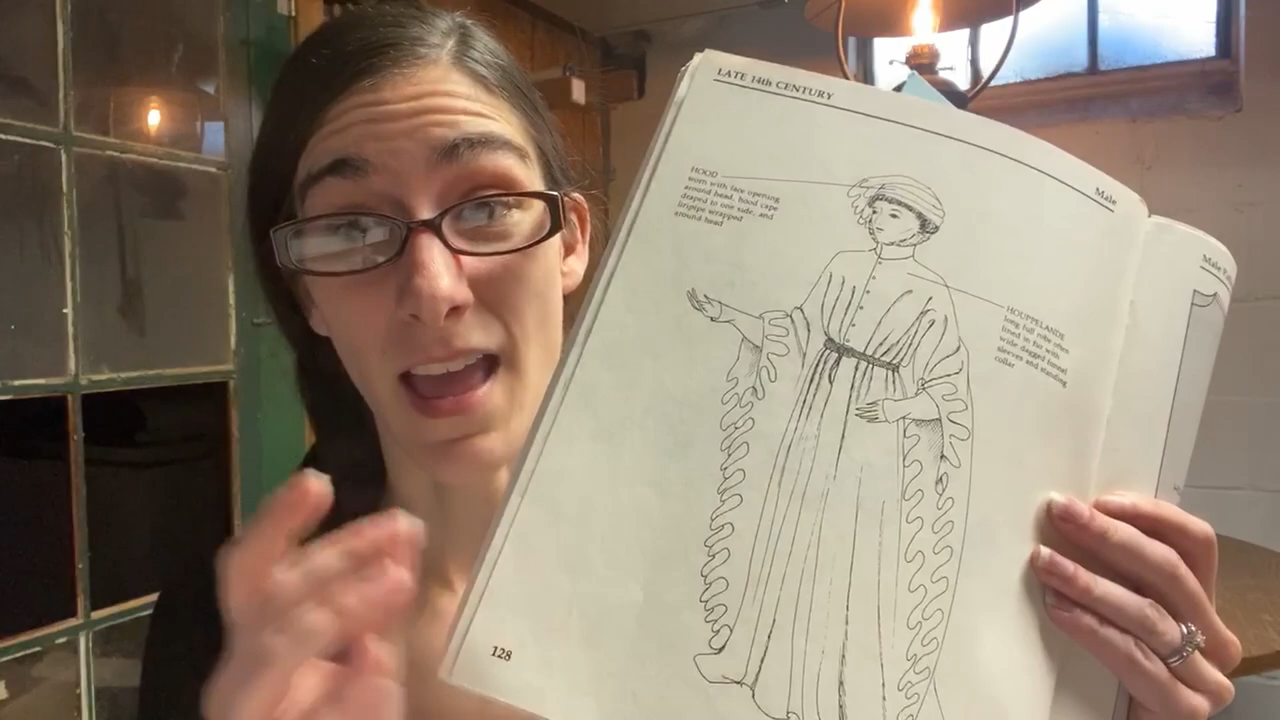 LATE 14th CENTURY
Male
HOOD
worn with face opening
around head, hood cape
draped to one side, and
liripipe wrapped
around head
HOUPPELANDE
long full robe often
lined in fur with
wide dagged funnel
sleeves and standing
collar
128
Male